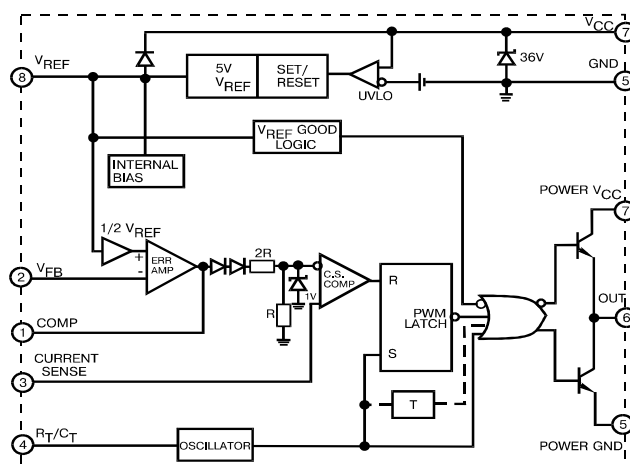 VCC
7
VREF
8
5V
VREF
SET/
RESET
UVLO
36V
GND
5
VREF GOOD
LOGIC
INTERNAL
BIAS
POWER VCC
7
1/2 VREF
+
-
ERR
AMP
2R
2
VFB
C.S.
COMP
1V
R
R
PWM
LATCH
S
OUT
6
1
COMP
CURRENT
SENSE
3
T
4
RT/CT
OSCILLATOR
5
POWER GND